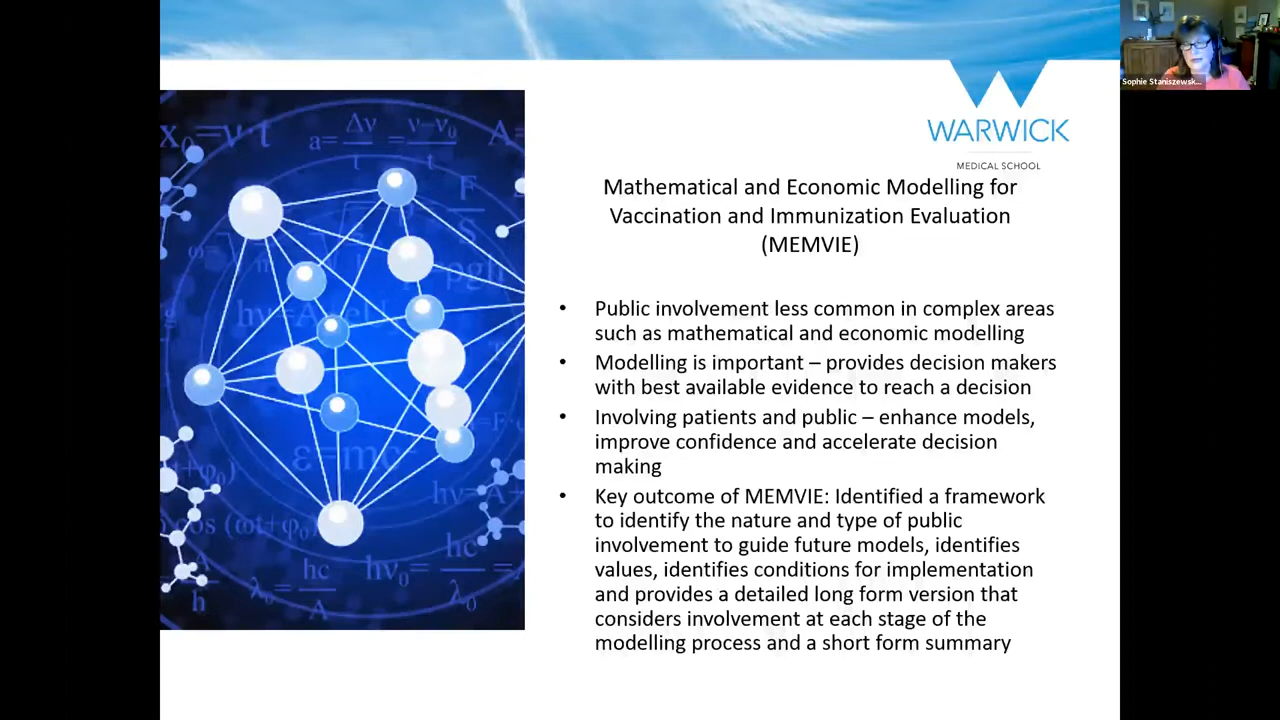 Sophie Staniszewsk...
WARWICK
MEDICAL SCHOOL
Mathematical and Economic Modelling for
Vaccination and Immunization Evaluation
(MEMVIE)
• Public involvement less common in complex areas
such as mathematical and economic modelling
• Modelling is important – provides decision makers
with best available evidence to reach a decision
• Involving patients and public – enhance models,
improve confidence and accelerate decision
making
• Key outcome of MEMVIE: Identified a framework
to identify the nature and type of public
involvement to guide future models, identifies
values, identifies conditions for implementation
and provides a detailed long form version that
considers involvement at each stage of the
modelling process and a short form summary